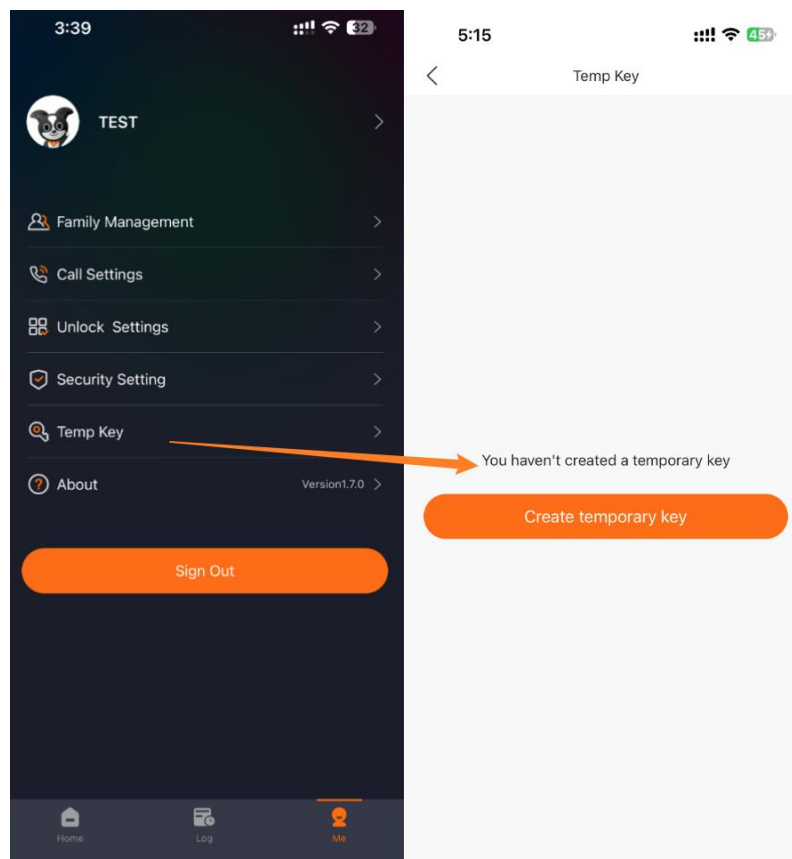 3:39
32
TEST
Family Management
Call Settings
Unlock Settings
Security Setting
Temp Key
About
Version1.7.0
Sign Out
Home
Log
Me
5:15
45
Temp Key
You haven't created a temporary key
Create temporary key